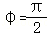 Φ = π/2